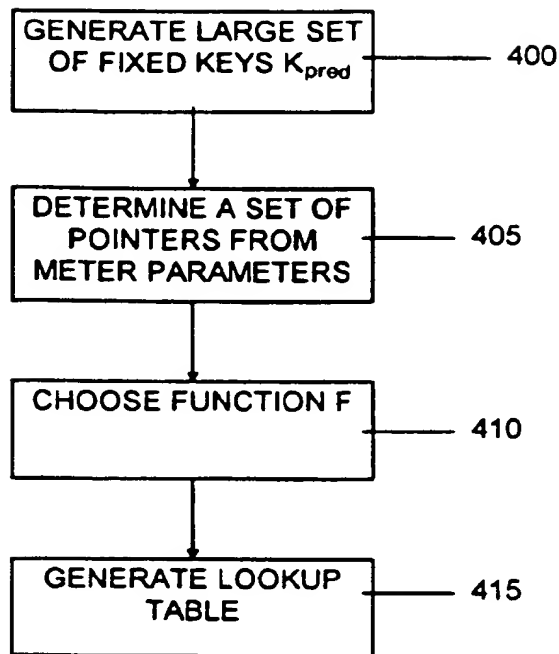 GENERATE LARGE SET
OF FIXED KEYS Kpred
400
DETERMINE A SET OF
POINTERS FROM
METER PARAMETERS
405
CHOOSE FUNCTION F
410
GENERATE LOOKUP
TABLE
415